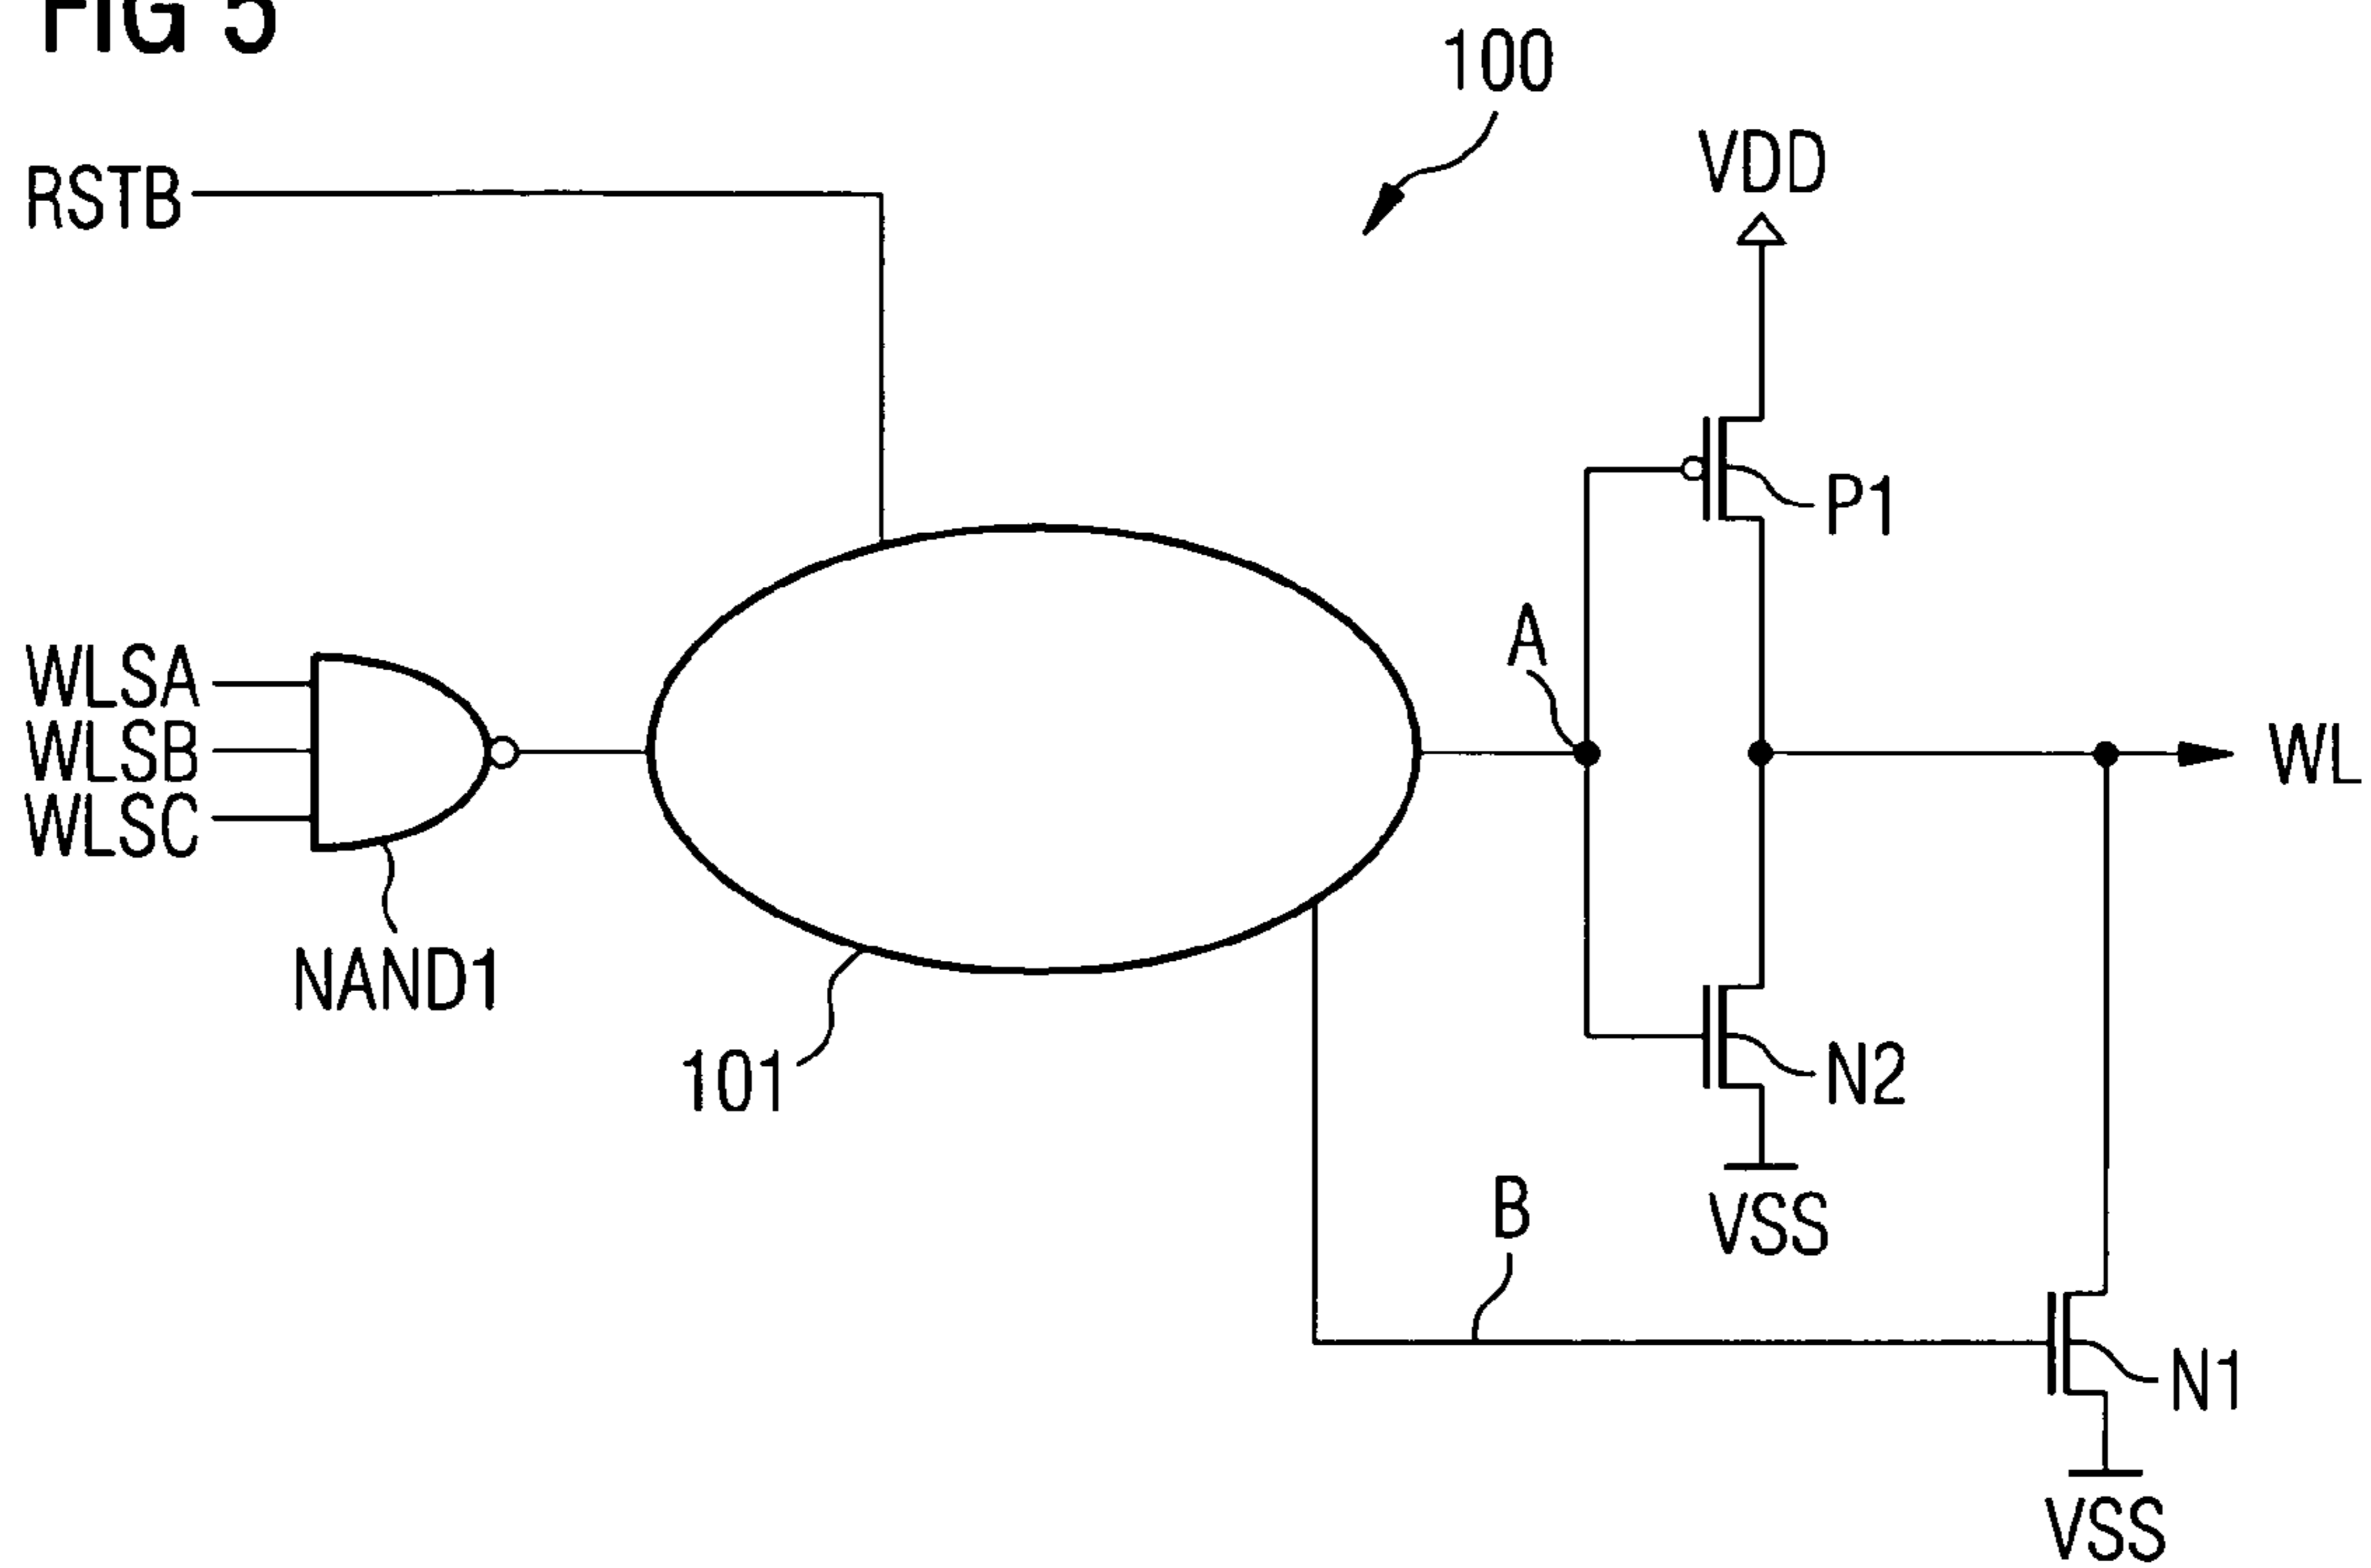 FIG 5
100
VDD
RSTB
P1
A
WLSA
WLSB
WLSC
WL
NAND1
101
N2
B
VSS
N1
VSS